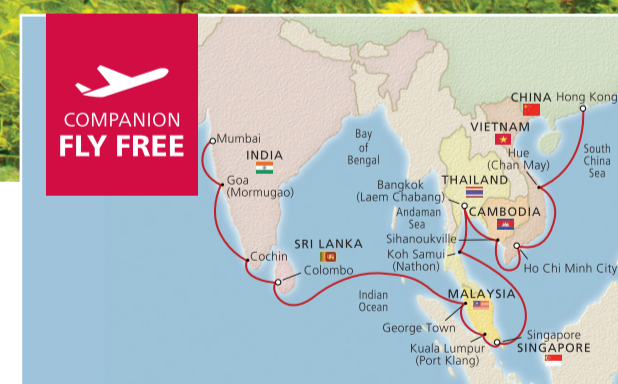 COMPANION
FLY FREE
CHINA
Hong Kong
VIETNAM
Hue
(Chan May)
South
China
Sea
Mumbai
INDIA
Bay
of
Bengal
THAILAND
Goa
(Mormugao)
Bangkok
(Laem Chabang)
Andaman
Sea
CAMBODIA
Sihanoukville
Koh Samui
(Nathon)
Ho Chi Minh City
Cochin
SRI LANKA
Colombo
Indian
Ocean
MALAYSIA
George Town
Kuala Lumpur
(Port Klang)
Singapore
SINGAPORE